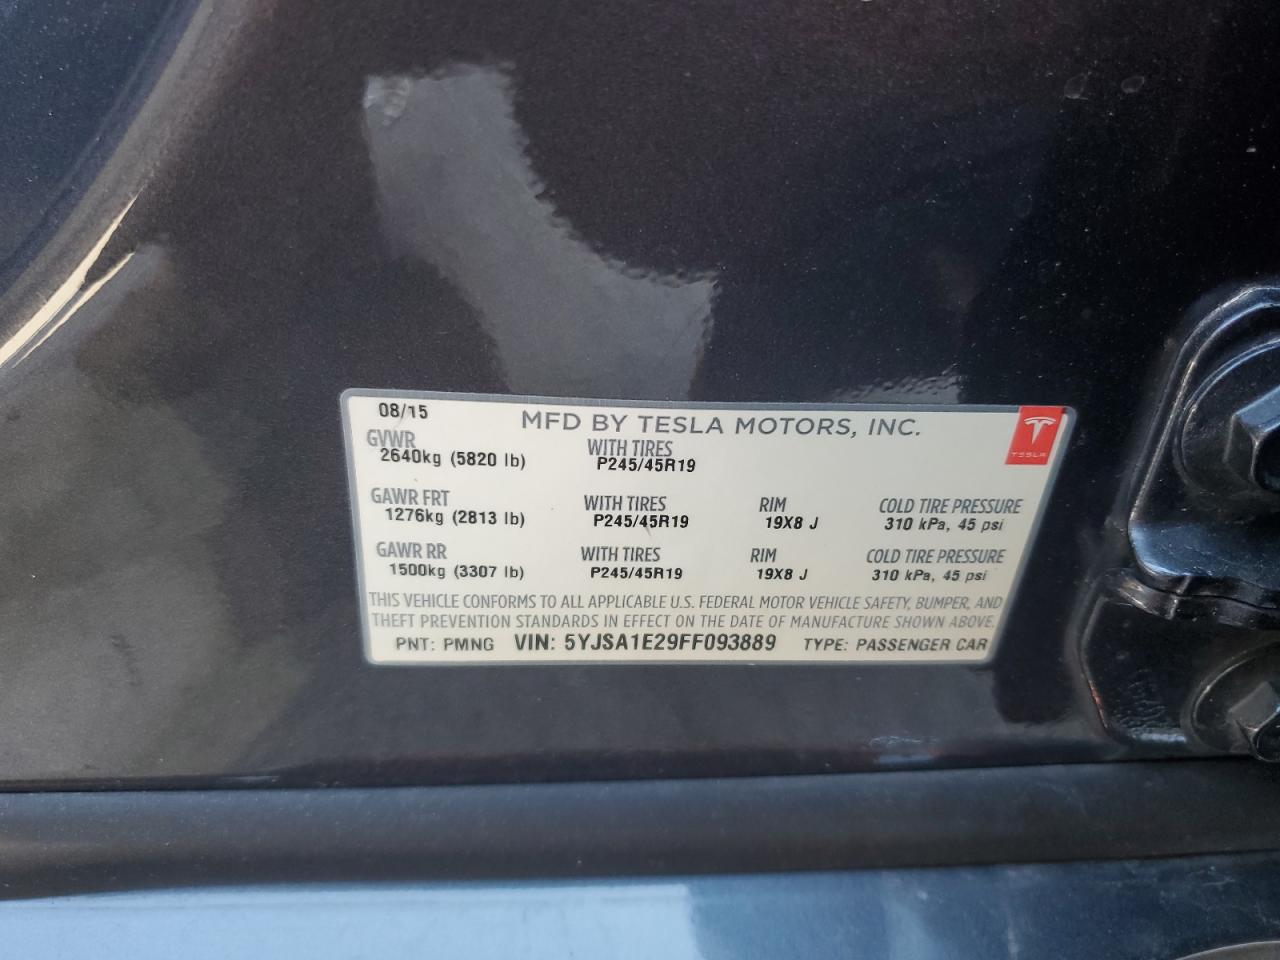 08/15 MFD BY TESLA MOTORS, INC.
TESLA
GVWR WITH TIRES
2640kg (5820 lb) P245/45R19
GAWR FRT WITH TIRES RIM COLD TIRE PRESSURE
1276kg (2813 lb) P245/45R19 19X8 J 310 kPa, 45 psi
GAWR RR WITH TIRES RIM COLD TIRE PRESSURE
1500kg (3307 lb) P245/45R19 19X8 J 310 kPa, 45 psi
THIS VEHICLE CONFORMS TO ALL APPLICABLE U.S. FEDERAL MOTOR VEHICLE SAFETY, BUMPER, AND
THEFT PREVENTION STANDARDS IN EFFECT ON THE DATE OF MANUFACTURE SHOWN ABOVE.
PNT: PMNG VIN: 5YJSA1E29FF093889 TYPE: PASSENGER CAR